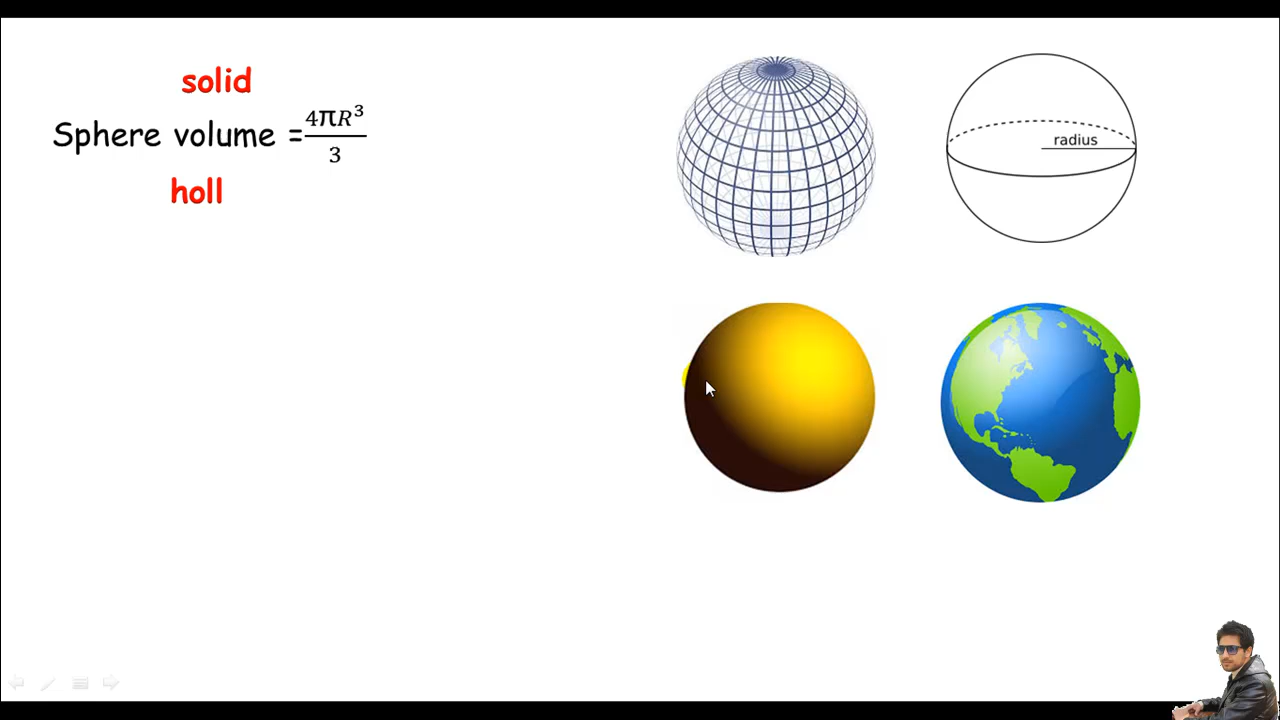 solid
Sphere volume = 4πR³/3
holl
radius